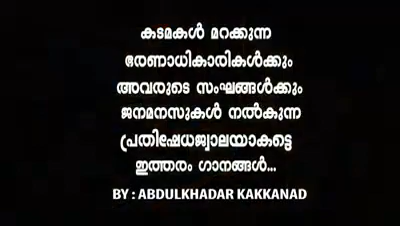 കടമകൾ മറക്കുന്ന
ഭരണാധികാരികൾക്കും
അവരുടെ സംഘങ്ങൾക്കും
ജനമനസുകൾ നൽകുന്ന
പ്രതിഷേധജ്വാലയാകട്ടെ
ഇത്തരം ഗാനങ്ങൾ...
BY : ABDULKHADAR KAKKANAD